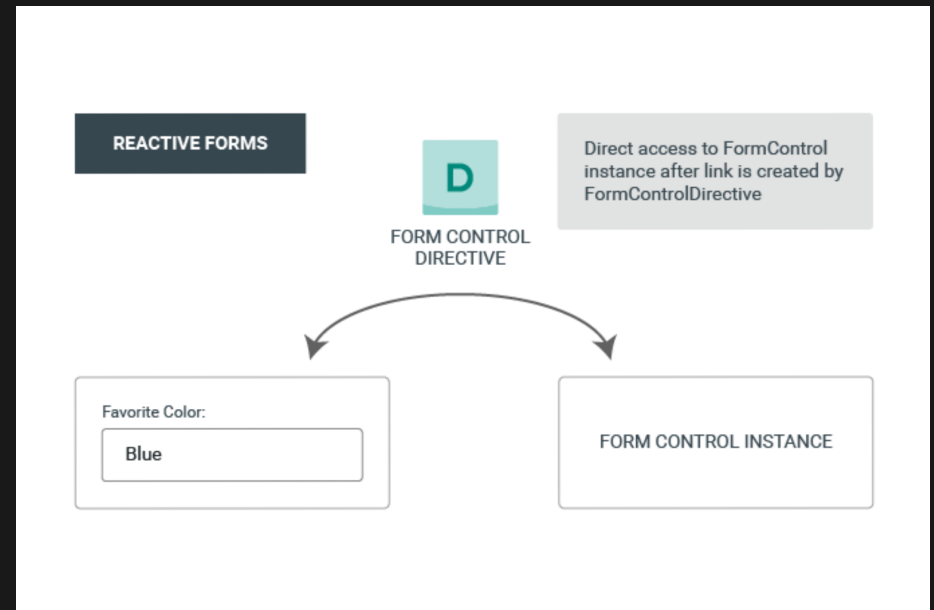 REACTIVE FORMS
D
FORM CONTROL
DIRECTIVE
Direct access to FormControl
instance after link is created by
FormControlDirective
Favorite Color:
Blue
FORM CONTROL INSTANCE